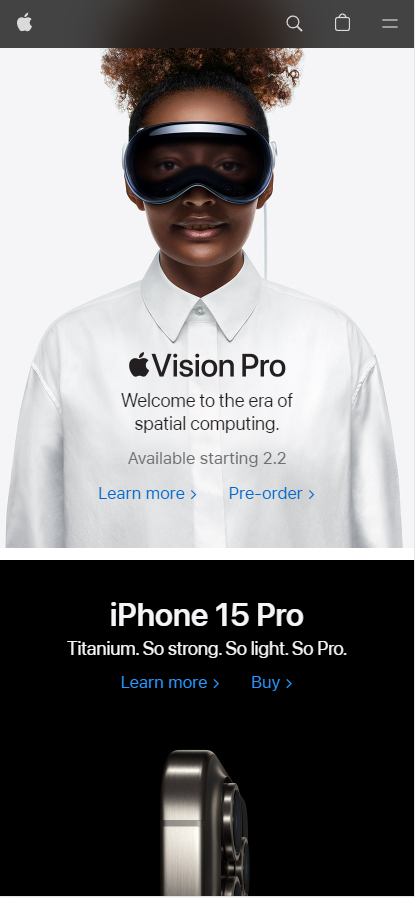 Vision Pro
Welcome to the era of
spatial computing.
Available starting 2.2
Learn more >
Pre-order >
iPhone 15 Pro
Titanium. So strong. So light. So Pro.
Learn more >
Buy >